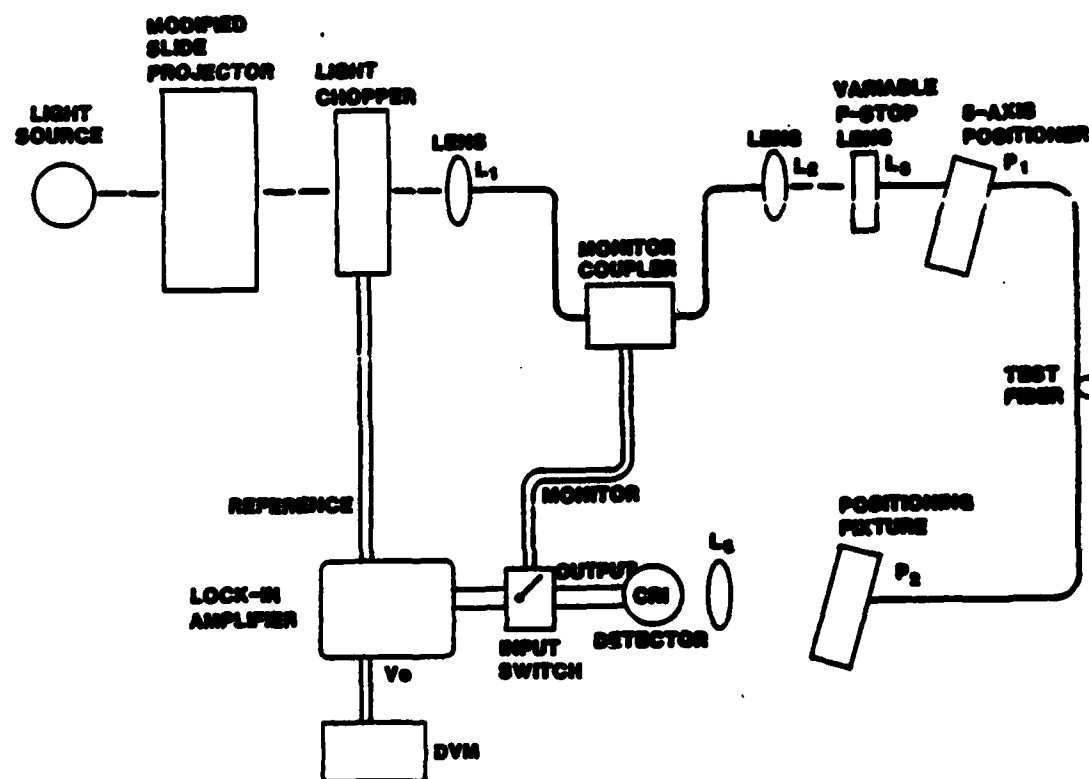 MODIFIED
SLIDE
PROJECTOR
LIGHT
SOURCE
LIGHT
CHOPPER
LENS
L1
LENS
L2
VARIABLE
F-STOP
LENS
L3
5-AXIS
POSITIONER
P1
MONITOR
COUPLER
TEST
FIBER
REFERENCE
MONITOR
POSITIONING
FIXTURE
P2
LOCK-IN
AMPLIFIER
OUTPUT
CRI
DETECTOR
INPUT
SWITCH
Vo
DVM